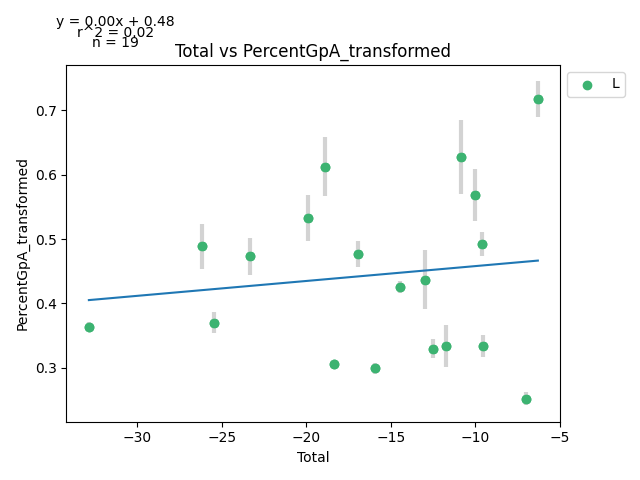 y = 0.00x + 0.48
r^2 = 0.02
n = 19
Total vs PercentGpA_transformed
L
PercentGpA_transformed
0.7
0.6
0.5
0.4
0.3
−30
−25
−20
−15
−10
−5
Total